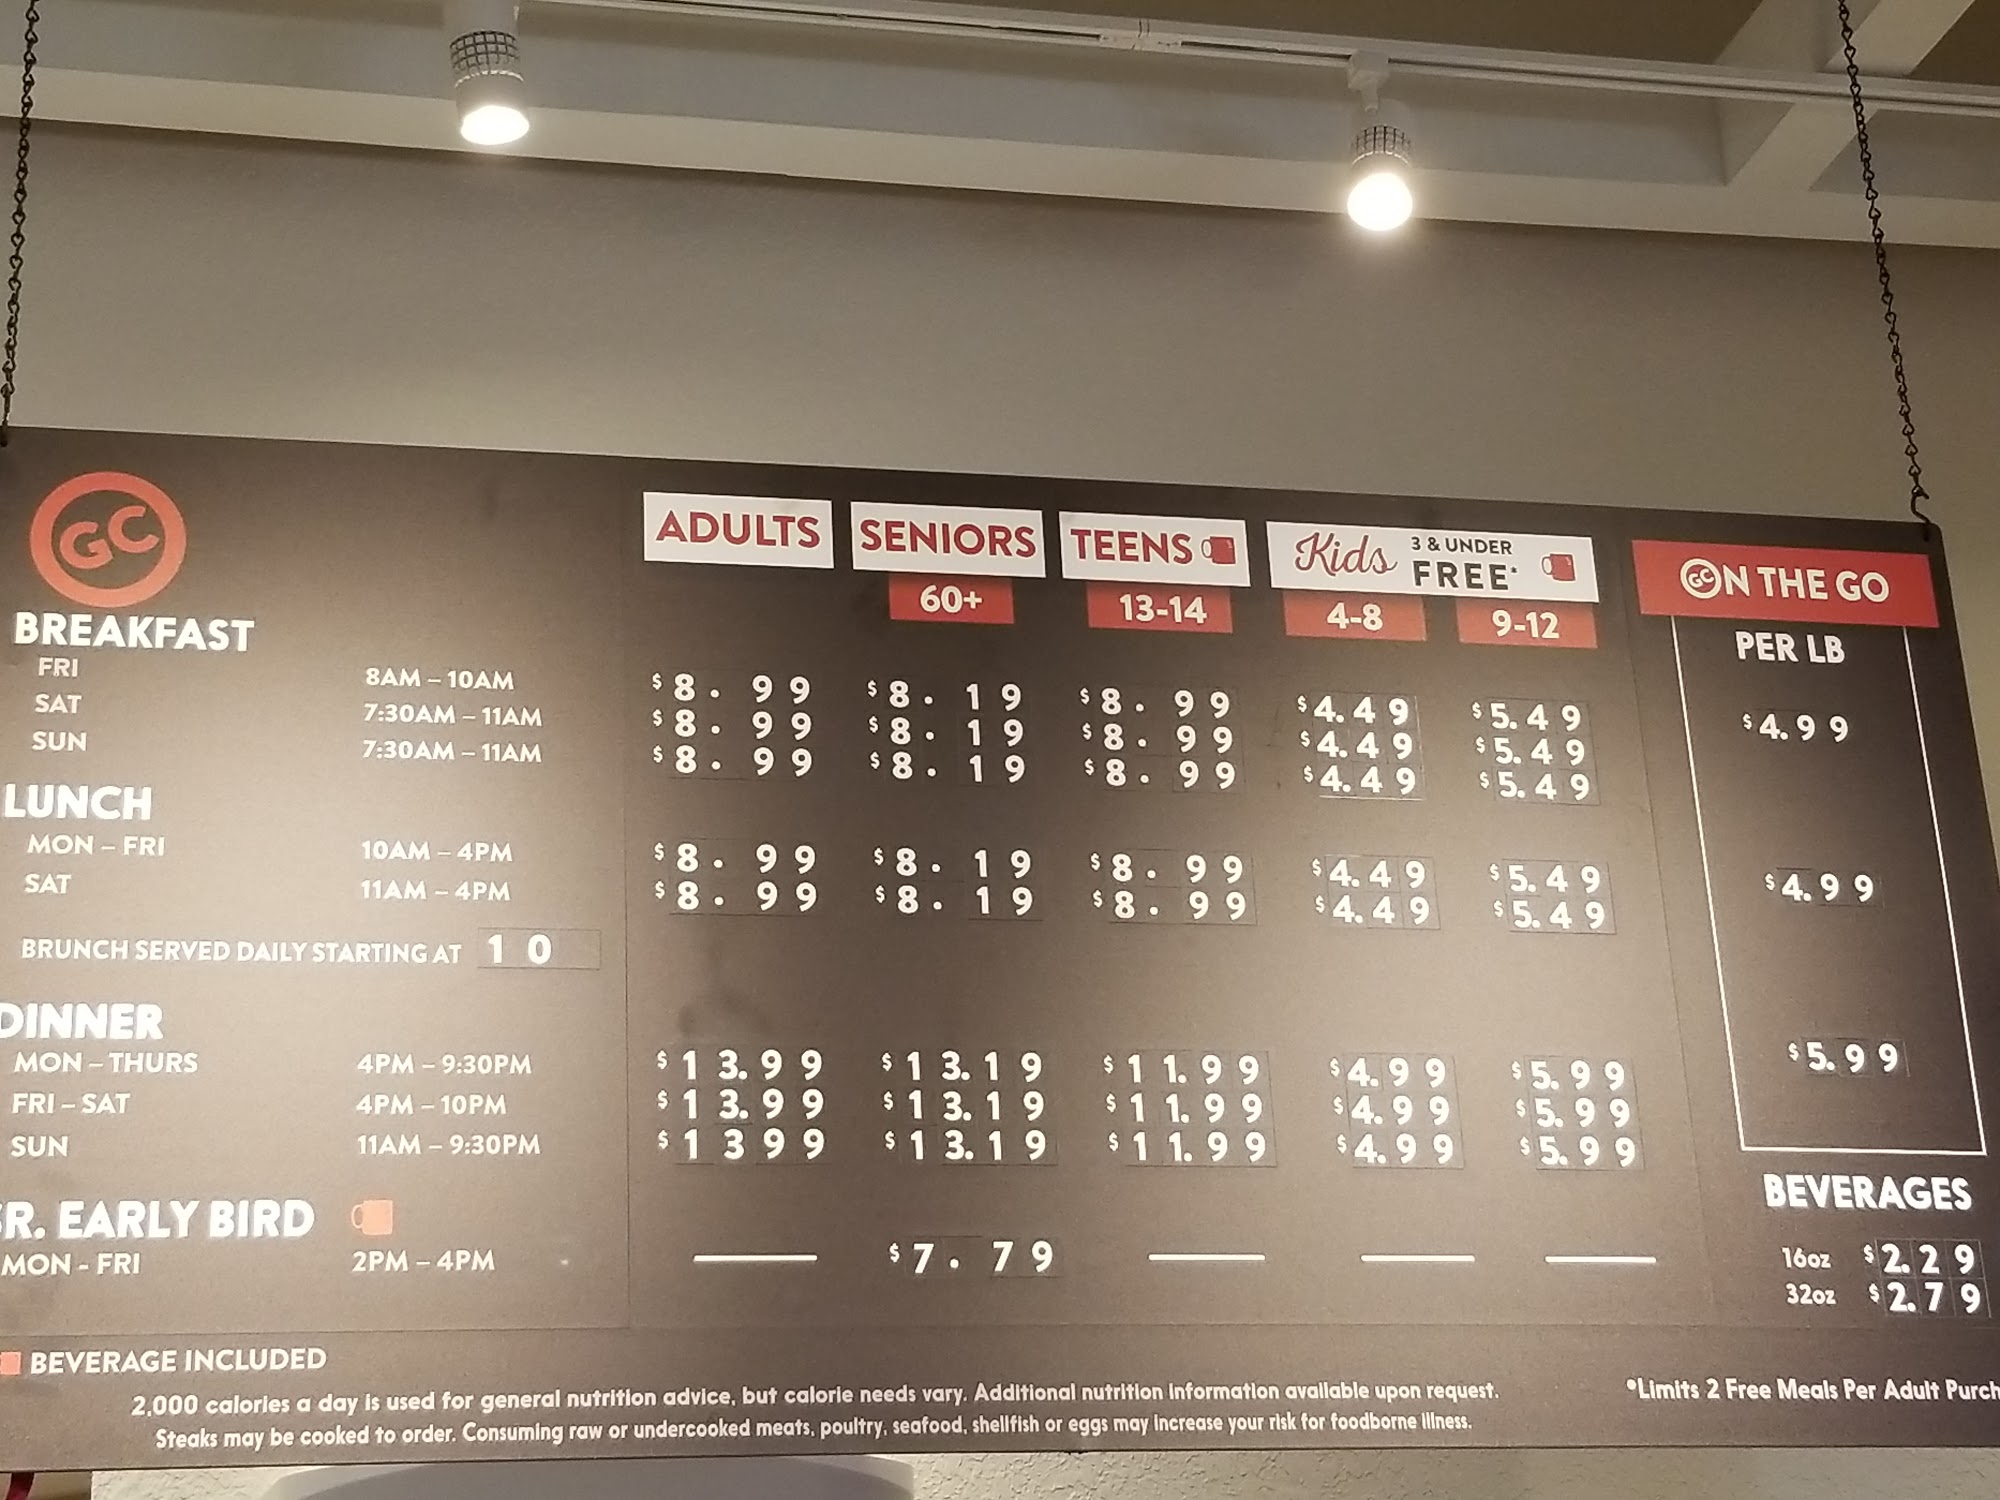 GC
ADULTS SENIORS TEENS Kids 3 & UNDER FREE* GC ON THE GO
60+ 13-14 4-8 9-12
PER LB
BREAKFAST
FRI 8AM – 10AM $8.99 $8.19 $8.99 $4.49 $5.49 $4.99
SAT 7:30AM – 11AM $8.99 $8.19 $8.99 $4.49 $5.49
SUN 7:30AM – 11AM $8.99 $8.19 $8.99 $4.49 $5.49
LUNCH
MON – FRI 10AM – 4PM $8.99 $8.19 $8.99 $4.49 $5.49 $4.99
SAT 11AM – 4PM $8.99 $8.19 $8.99 $4.49 $5.49
BRUNCH SERVED DAILY STARTING AT 10
DINNER
MON – THURS 4PM – 9:30PM $13.99 $13.19 $11.99 $4.99 $5.99 $5.99
FRI – SAT 4PM – 10PM $13.99 $13.19 $11.99 $4.99 $5.99
SUN 11AM – 9:30PM $1399 $13.19 $11.99 $4.99 $5.99
SR. EARLY BIRD
MON - FRI 2PM – 4PM $7.79
BEVERAGES
16oz $2.29
32oz $2.79
BEVERAGE INCLUDED
2,000 calories a day is used for general nutrition advice, but calorie needs vary. Additional nutrition information available upon request.
Steaks may be cooked to order. Consuming raw or undercooked meats, poultry, seafood, shellfish or eggs may increase your risk for foodborne illness.
*Limits 2 Free Meals Per Adult Purch